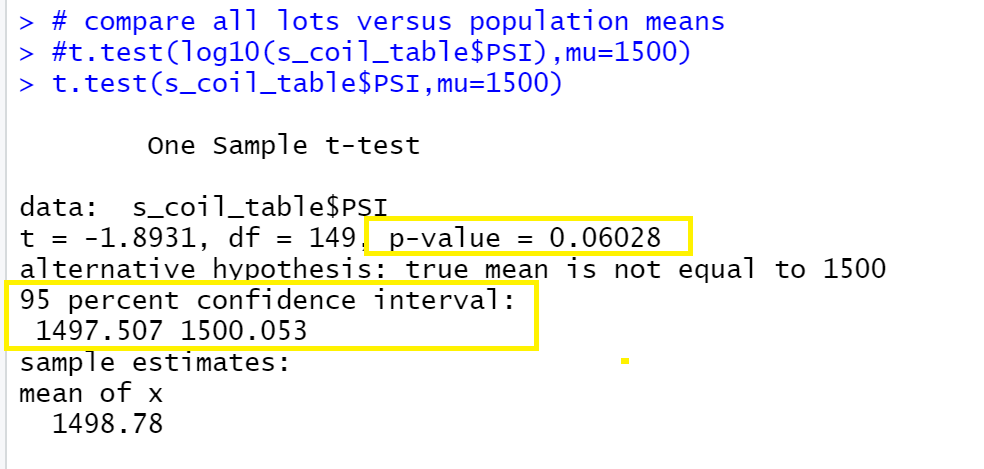 > # compare all lots versus population means
> #t.test(log10(s_coil_table$PSI),mu=1500)
> t.test(s_coil_table$PSI,mu=1500)
One Sample t-test
data:  s_coil_table$PSI
t = -1.8931, df = 149, p-value = 0.06028
alternative hypothesis: true mean is not equal to 1500
95 percent confidence interval:
1497.507 1500.053
sample estimates:
mean of x
1498.78